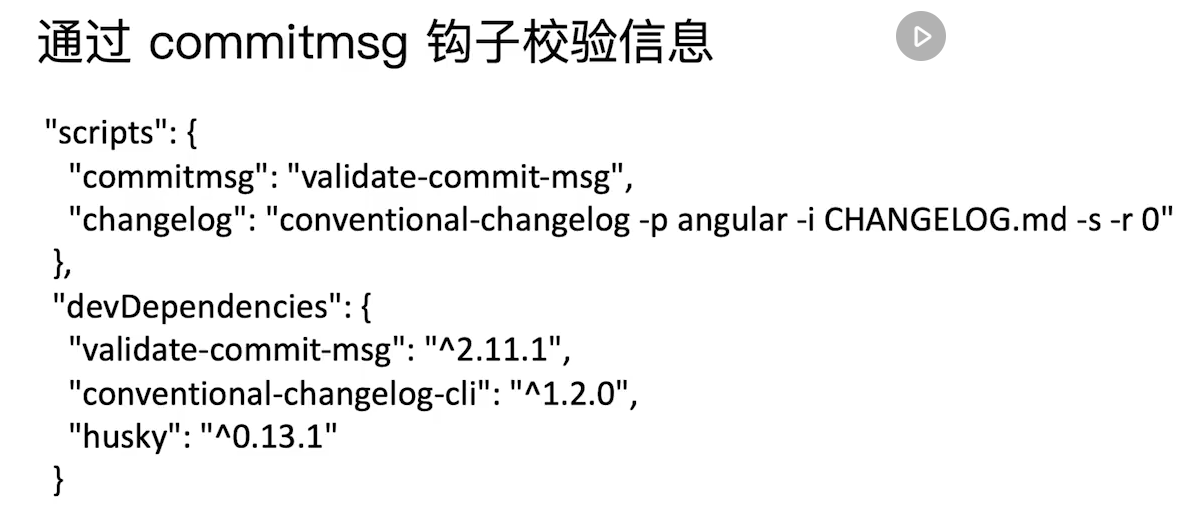 通过 commitmsg 钩子校验信息
"scripts": {
"commitmsg": "validate-commit-msg",
"changelog": "conventional-changelog -p angular -i CHANGELOG.md -s -r 0"
},
"devDependencies": {
"validate-commit-msg": "^2.11.1",
"conventional-changelog-cli": "^1.2.0",
"husky": "^0.13.1"
}